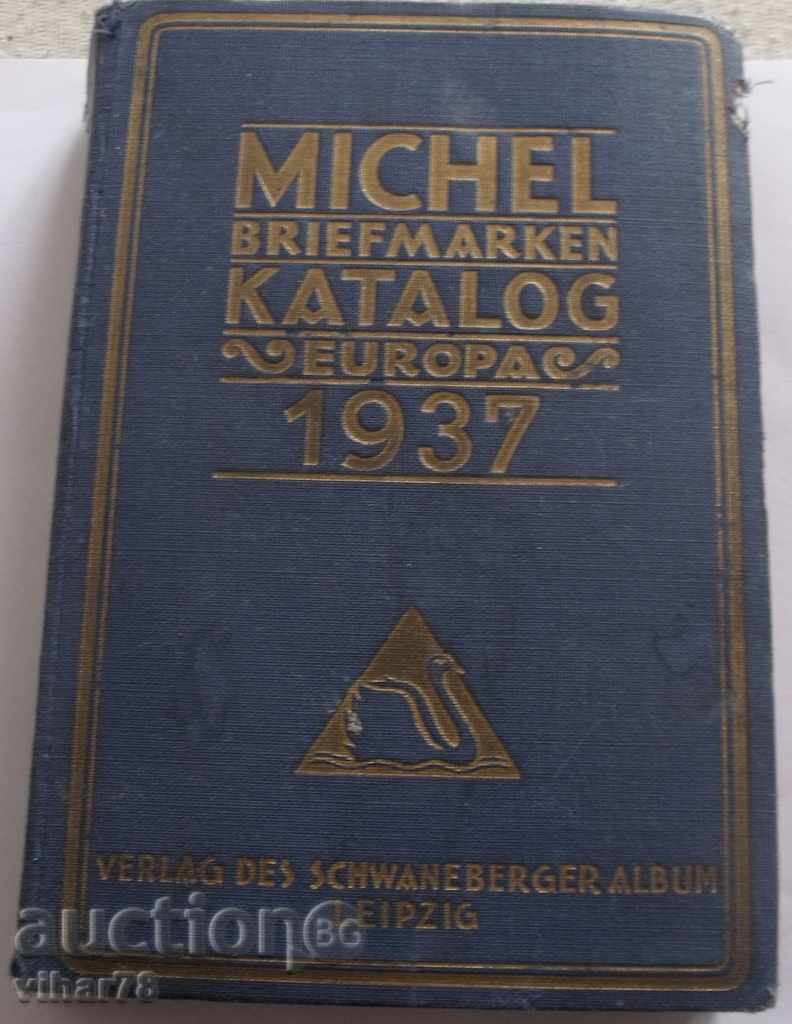 MICHEL
BRIEFMARKEN
KATALOG
EUROPA
1937
VERLAG DES SCHWANEBERGER ALBUM
LEIPZIG
auction BG
vihar78